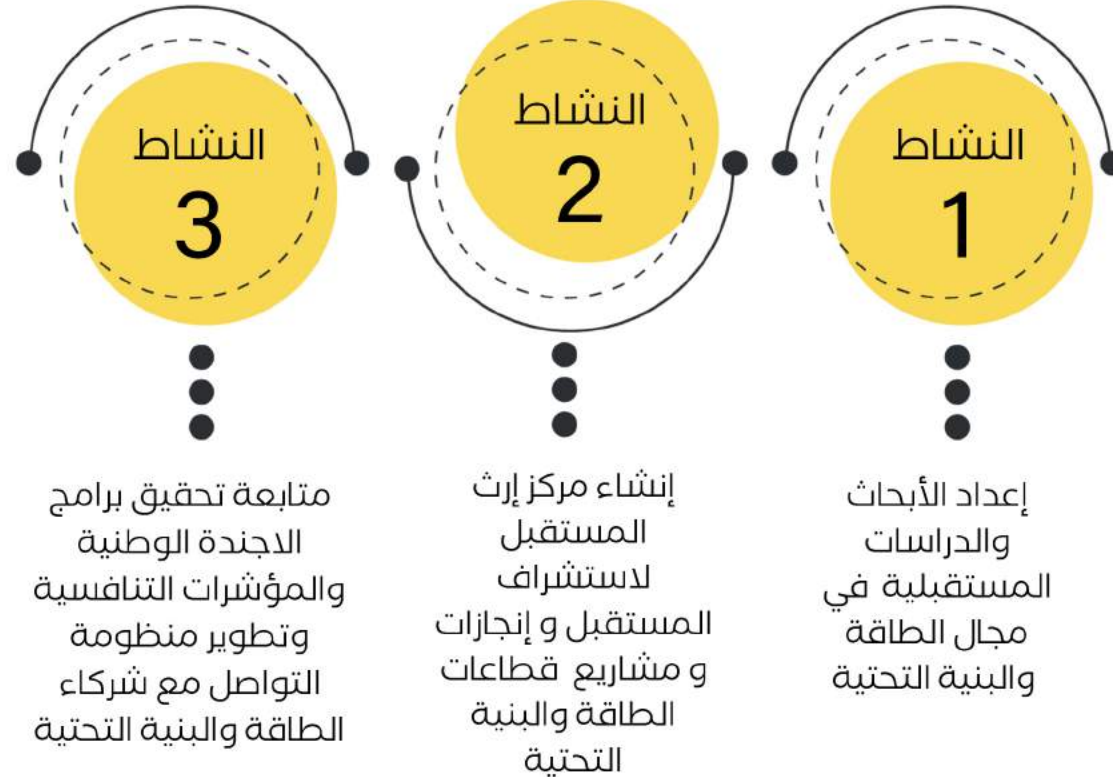 النشاط
1
إعداد الأبحاث
والدراسات
المستقبلية في
مجال الطاقة
والبنية التحتية
النشاط
2
إنشاء مركز إرث
المستقبل
لاستشراف
المستقبل و إنجازات
و مشاريع قطاعات
الطاقة والبنية
التحتية
النشاط
3
متابعة تحقيق برامج
الاجندة الوطنية
والمؤشرات التنافسية
وتطوير منظومة
التواصل مع شركاء
الطاقة والبنية التحتية